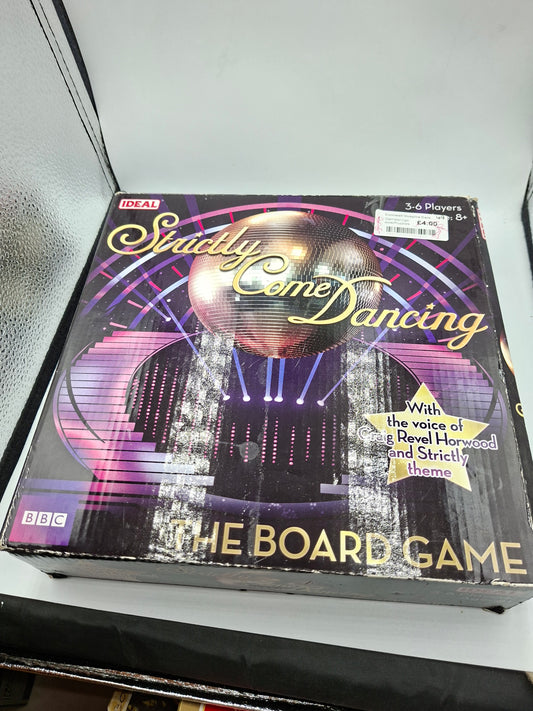 IDEAL
3-6 Players
8+
£4.00
Strictly
Come
Dancing
With
the voice of
Craig Revel Horwood
and Strictly
theme
BBC
THE BOARD GAME